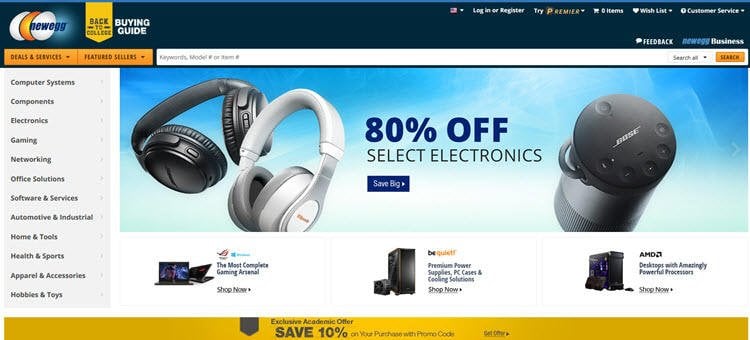 newegg
BACK
TO
COLLEGE
BUYING
GUIDE
Log in or Register
Try PREMIER
0 Items
Wish List
Customer Service
FEEDBACK
newegg Business
DEALS & SERVICES
FEATURED SELLERS
Keywords, Model # or Item #
Search all
SEARCH
Computer Systems
Components
Electronics
Gaming
Networking
Office Solutions
Software & Services
Automotive & Industrial
Home & Tools
Health & Sports
Apparel & Accessories
Hobbies & Toys
80% OFF
SELECT ELECTRONICS
Save Big
BOSE
The Most Complete
Gaming Arsenal
Shop Now
be quiet!
Premium Power
Supplies, PC Cases &
Cooling Solutions
Shop Now
AMD
Desktops with Amazingly
Powerful Processors
Shop Now
Exclusive Academic Offer
SAVE 10% on Your Purchase with Promo Code
Get Offer